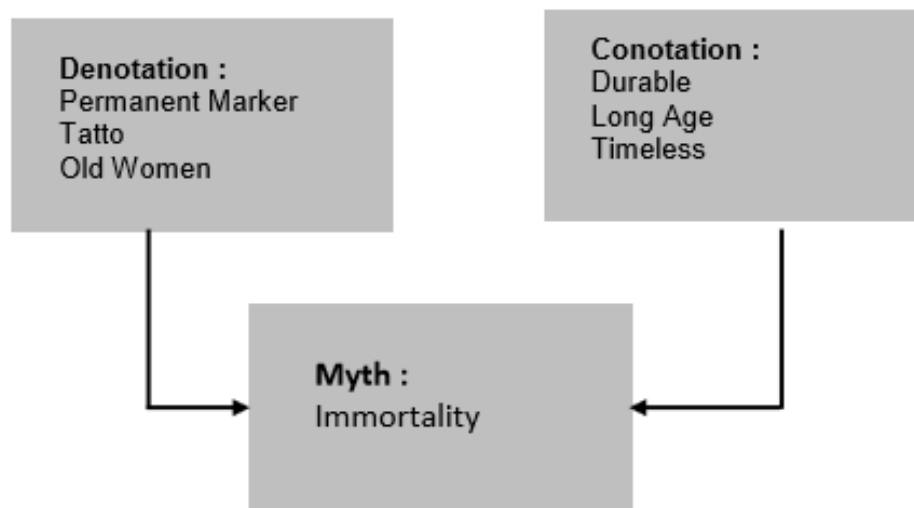 Denotation :
Permanent Marker
Tatto
Old Women
Conotation :
Durable
Long Age
Timeless
Myth :
Immortality